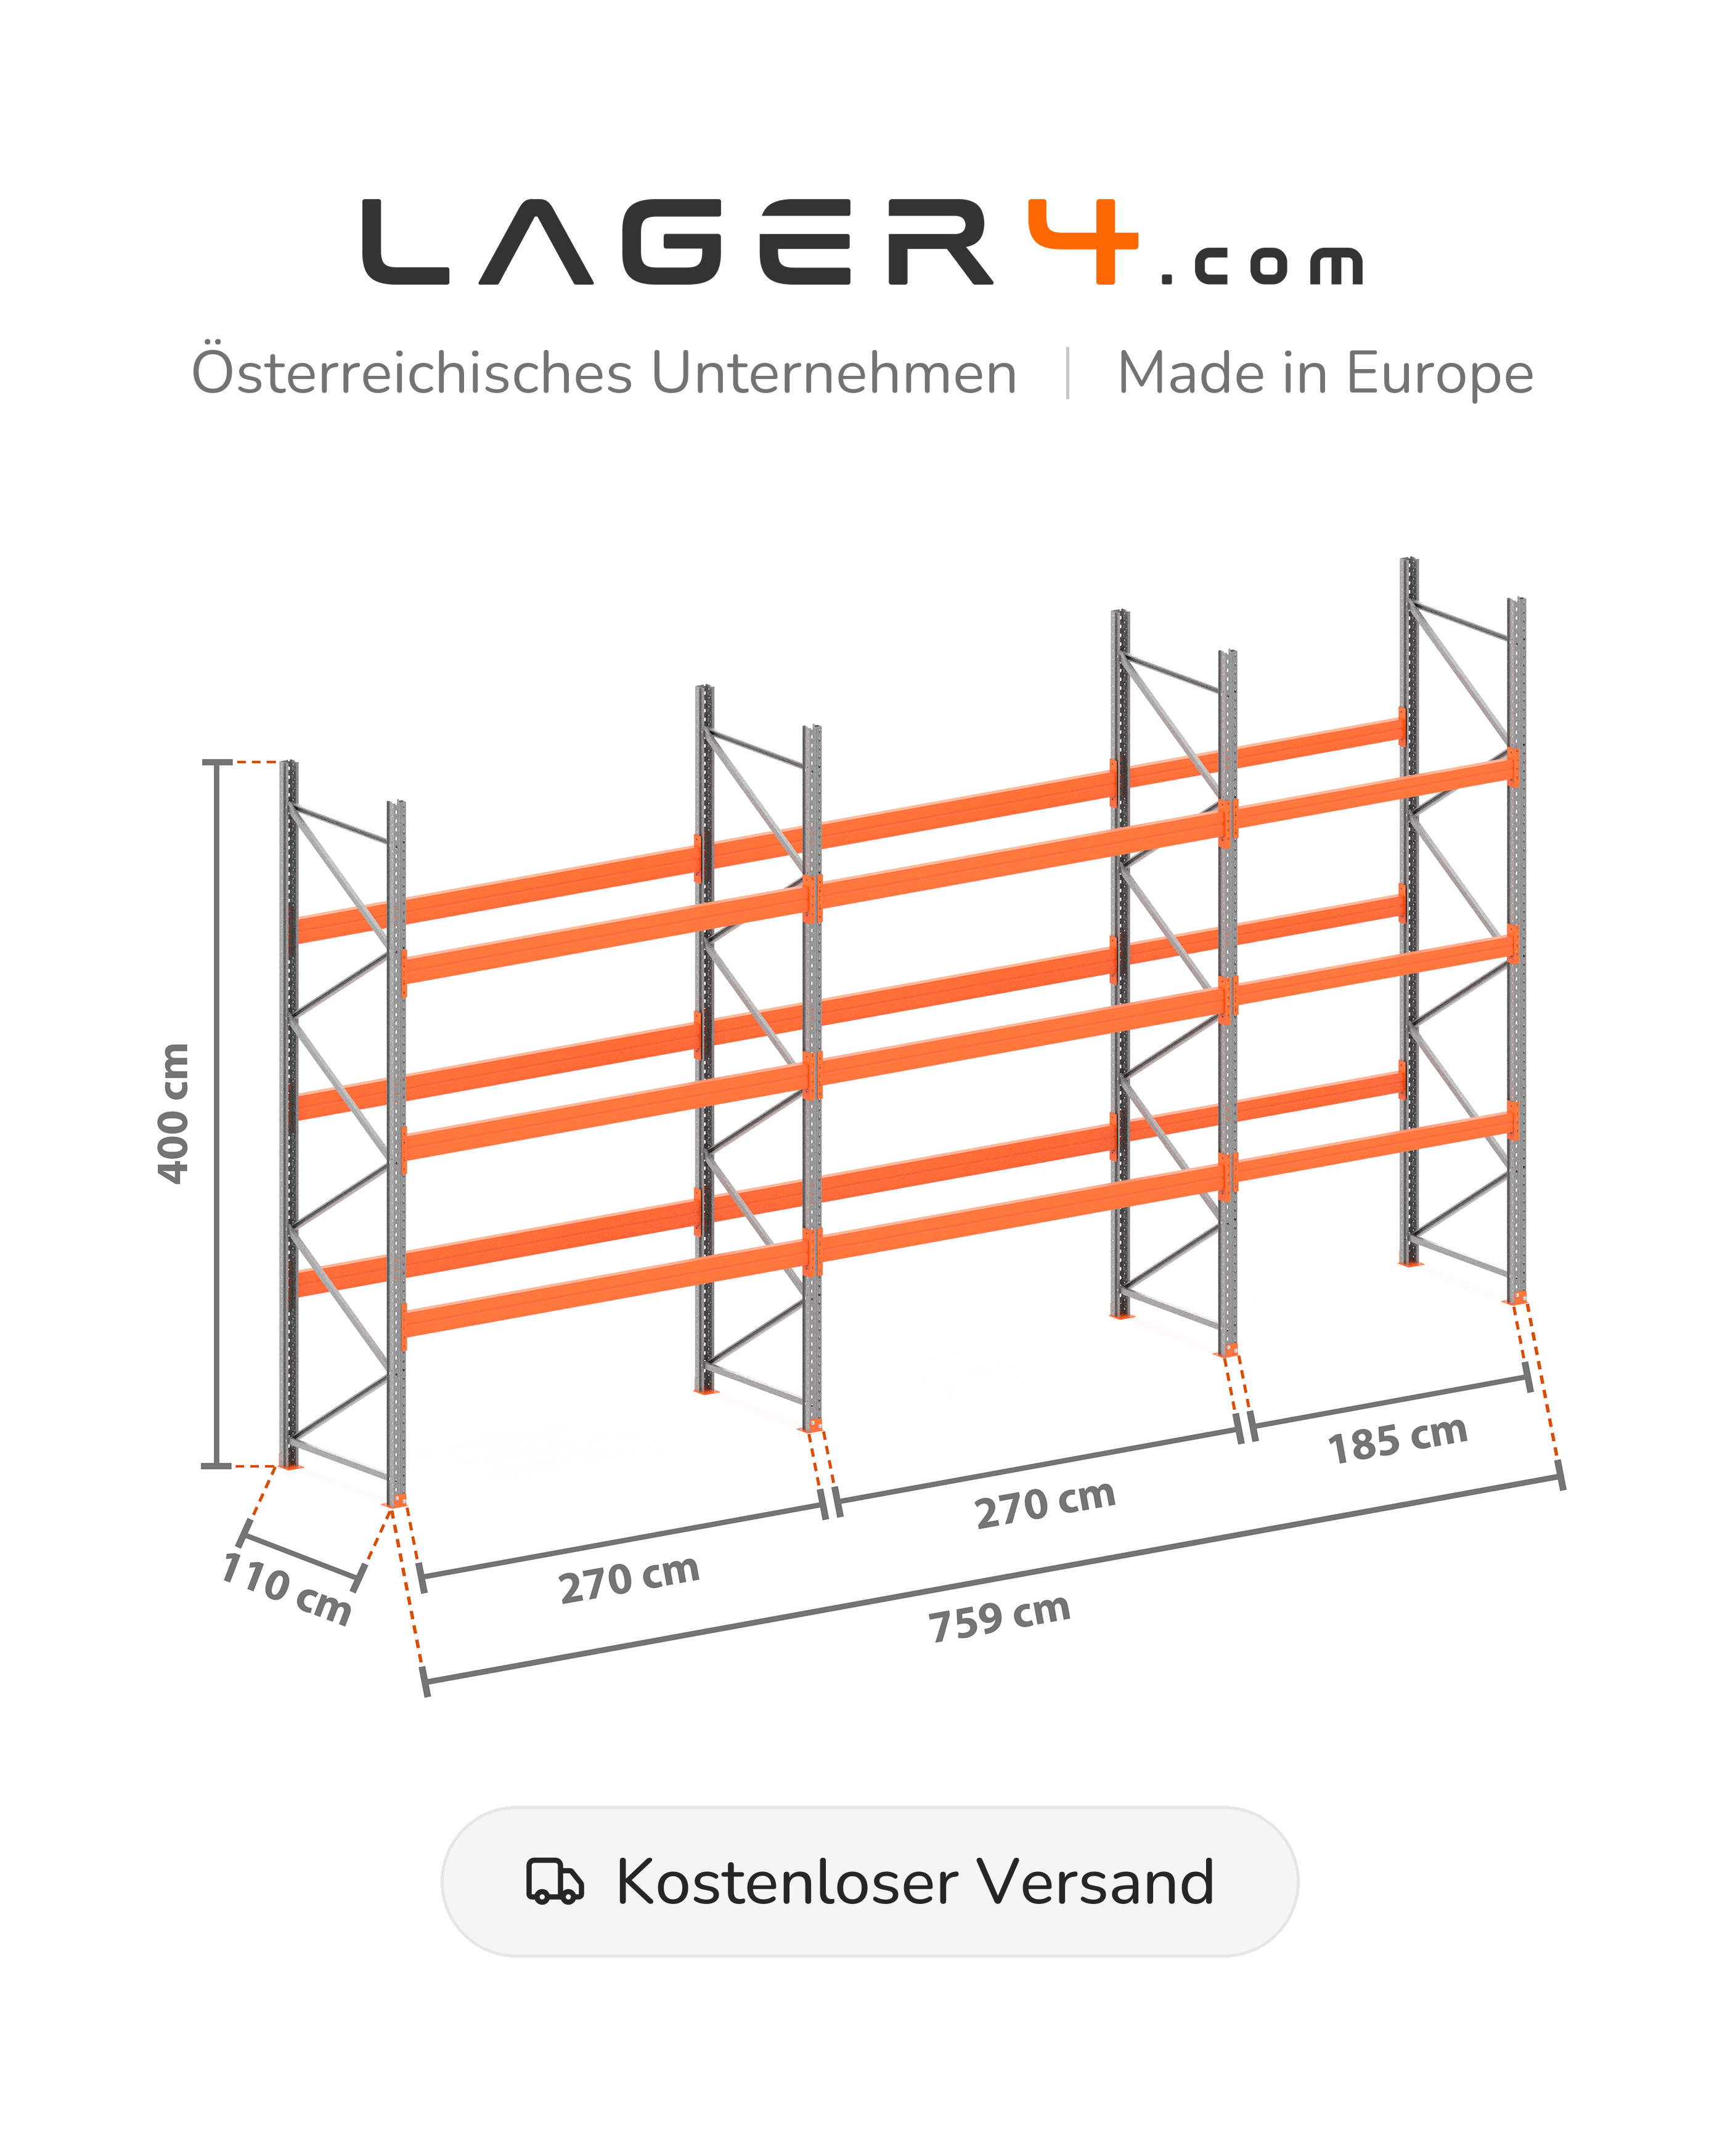 LAGER4.com
Österreichisches Unternehmen | Made in Europe
400 cm
110 cm
270 cm
270 cm
185 cm
759 cm
Kostenloser Versand